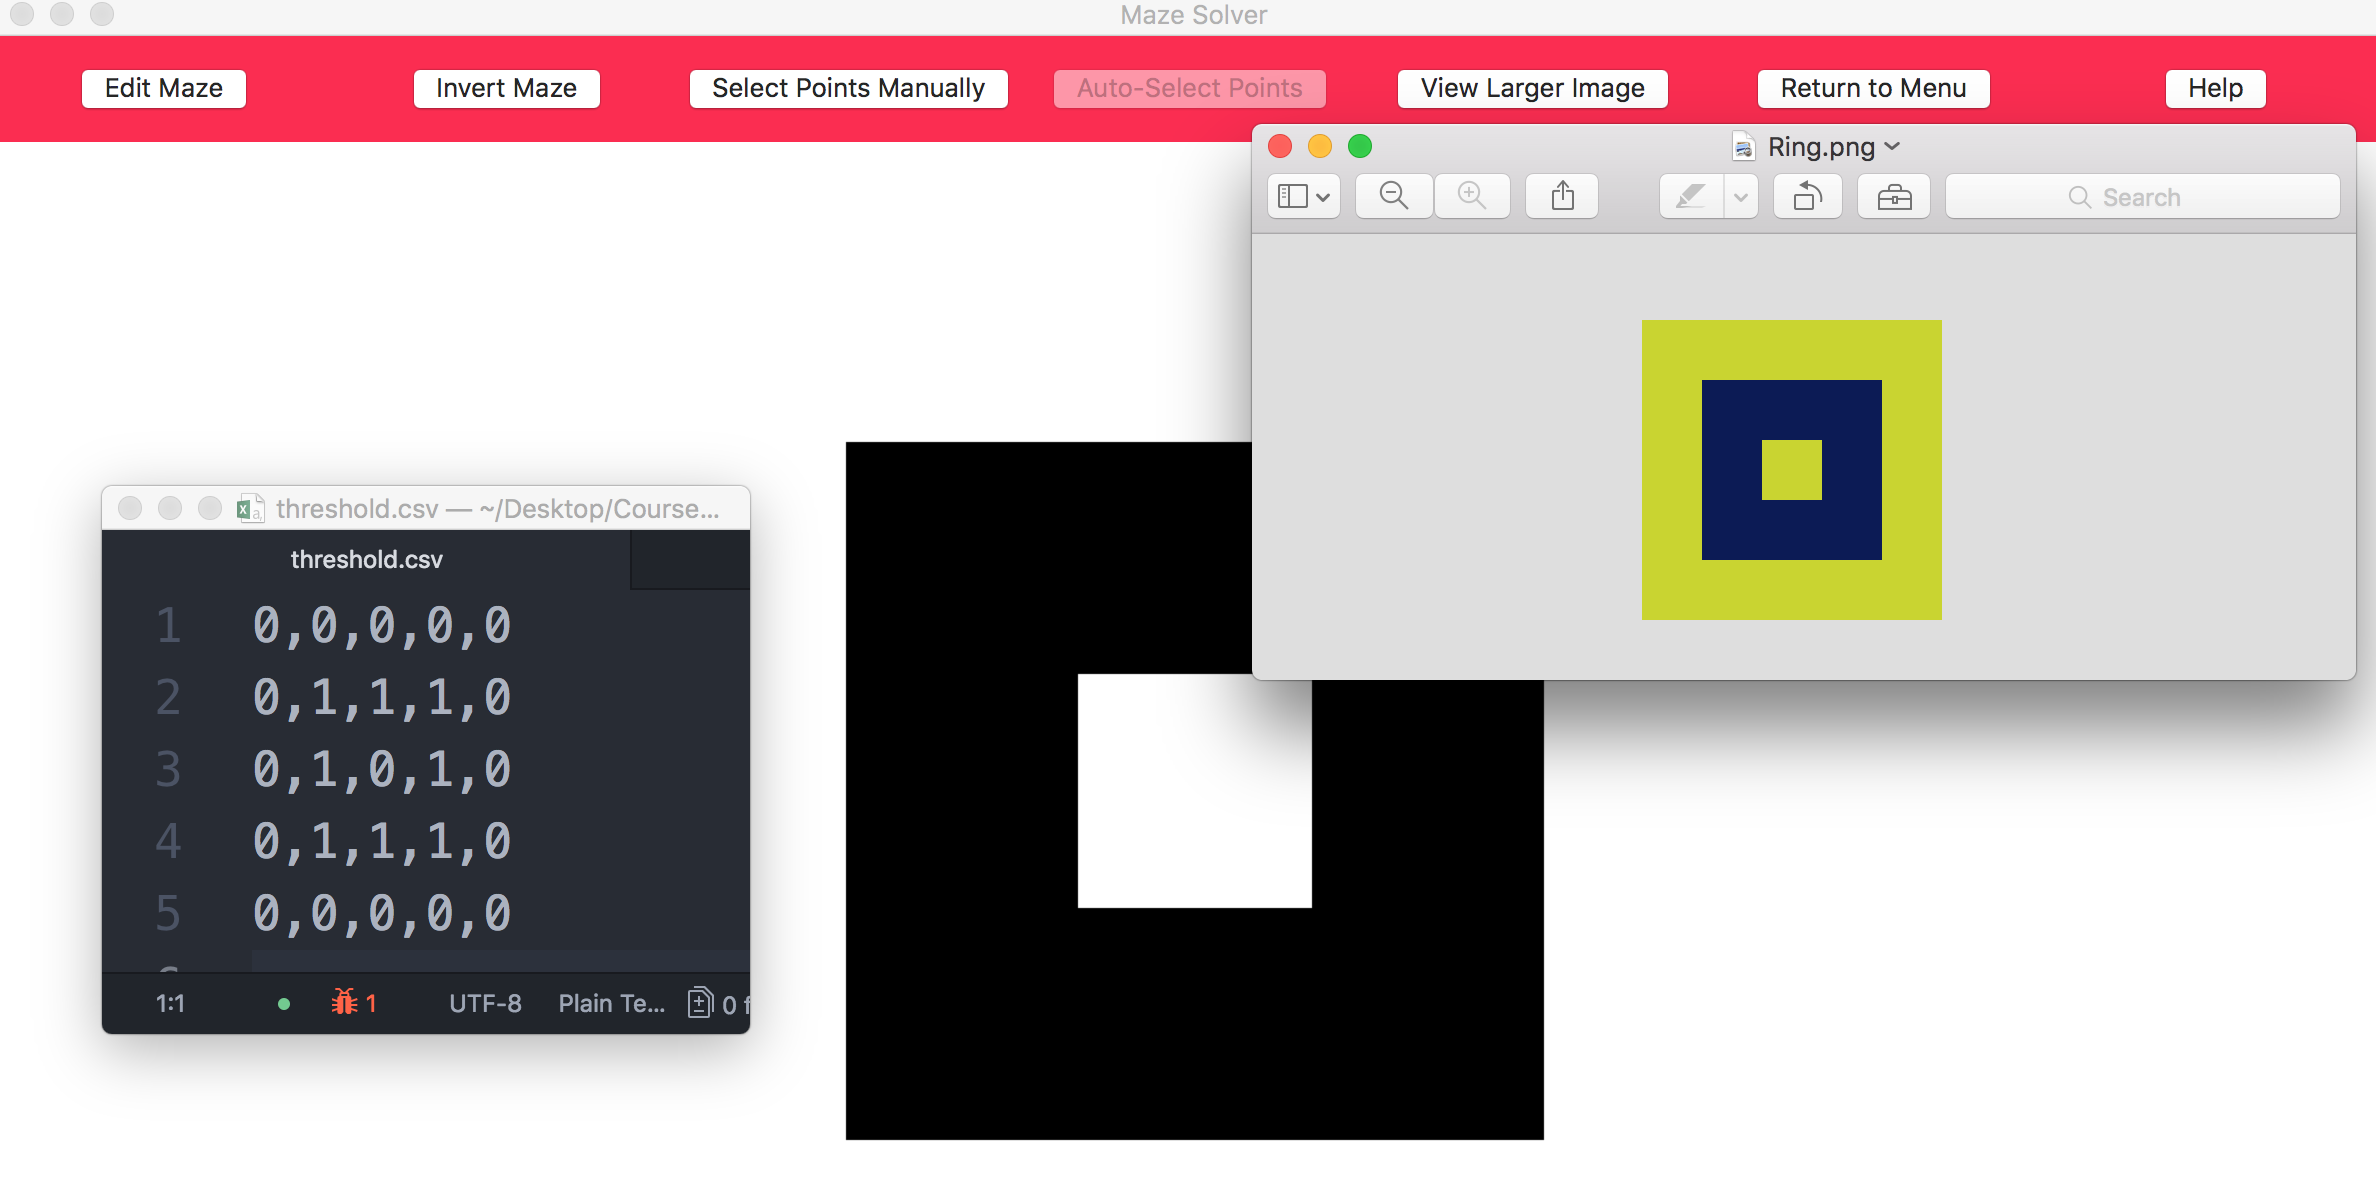 Maze Solver
Edit Maze
Invert Maze
Select Points Manually
Auto-Select Points
View Larger Image
Return to Menu
Help
Ring.png
Search
threshold.csv — ~/Desktop/Course...
threshold.csv
1 0,0,0,0,0
2 0,1,1,1,0
3 0,1,0,1,0
4 0,1,1,1,0
5 0,0,0,0,0
1:1 1 UTF-8 Plain Te... 0 f